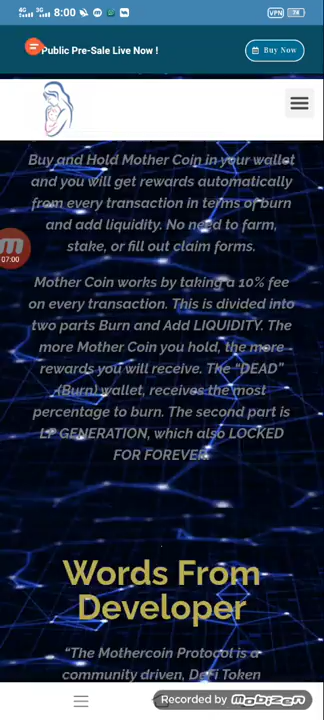 4G 3G 8:00 VPN 74
Public Pre-Sale Live Now !
Buy Now
Buy and Hold Mother Coin in your wallet
and you will get rewards automatically
from every transaction in terms of burn
and add liquidity. No need to farm,
stake, or fill out claim forms.
07:00
Mother Coin works by taking a 10% fee
on every transaction. This is divided into
two parts Burn and Add LIQUIDITY. The
more Mother Coin you hold, the more
rewards you will receive. The “DEAD”
(Burn) wallet, receives the most
percentage to burn. The second part is
LP GENERATION, which also LOCKED
FOR FOREVER.
Words From
Developer
“The Mothercoin Protocol is a
community driven, DeFi Token
Recorded by mobizen